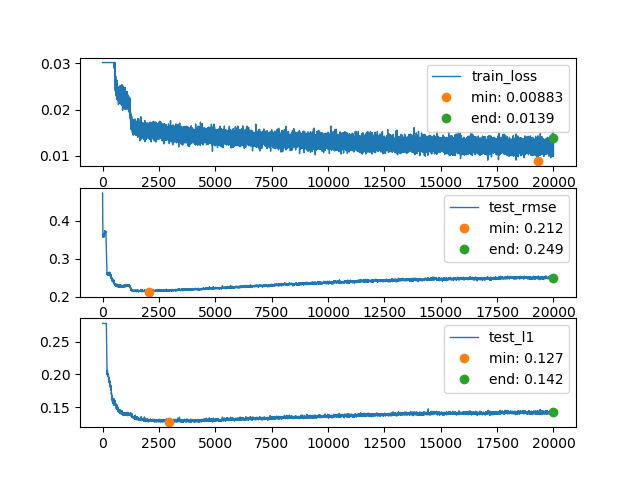 0.03
0.02
0.01
train_loss
min: 0.00883
end: 0.0139
0 2500 5000 7500 10000 12500 15000 17500 20000
0.4
0.3
0.2
test_rmse
min: 0.212
end: 0.249
0 2500 5000 7500 10000 12500 15000 17500 20000
0.25
0.20
0.15
test_l1
min: 0.127
end: 0.142
0 2500 5000 7500 10000 12500 15000 17500 20000